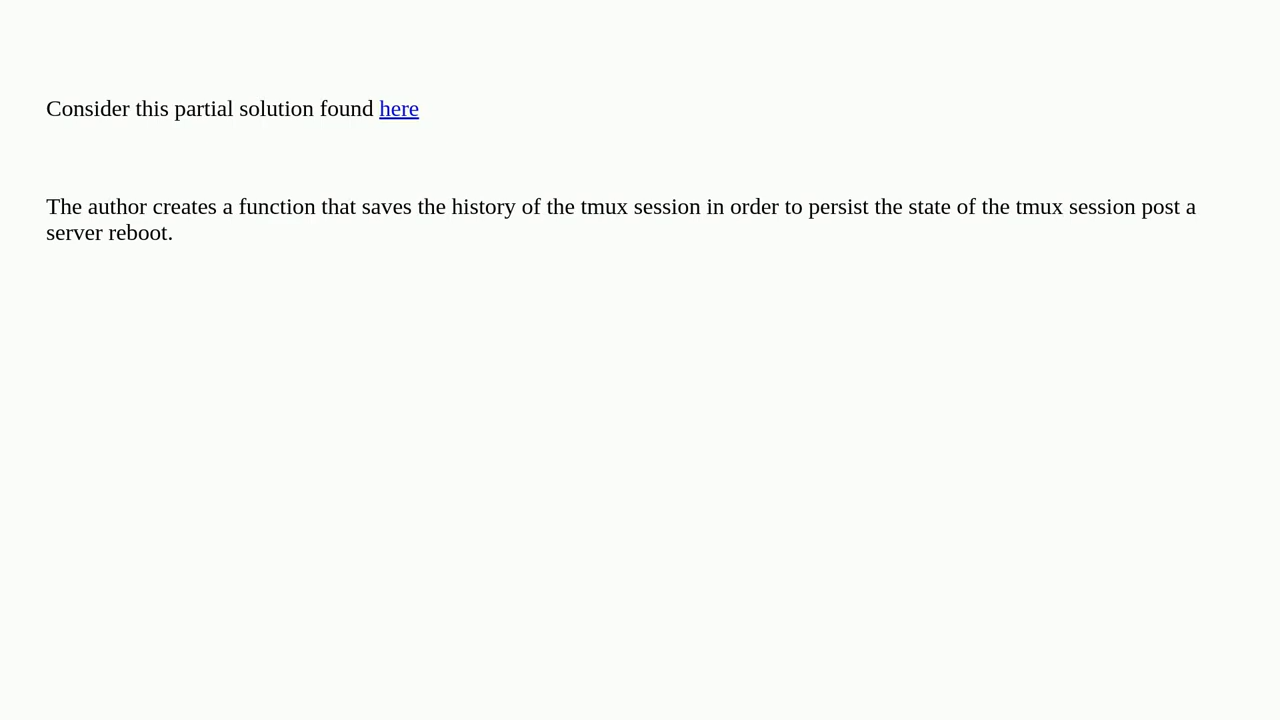 Consider this partial solution found here
The author creates a function that saves the history of the tmux session in order to persist the state of the tmux session post a
server reboot.